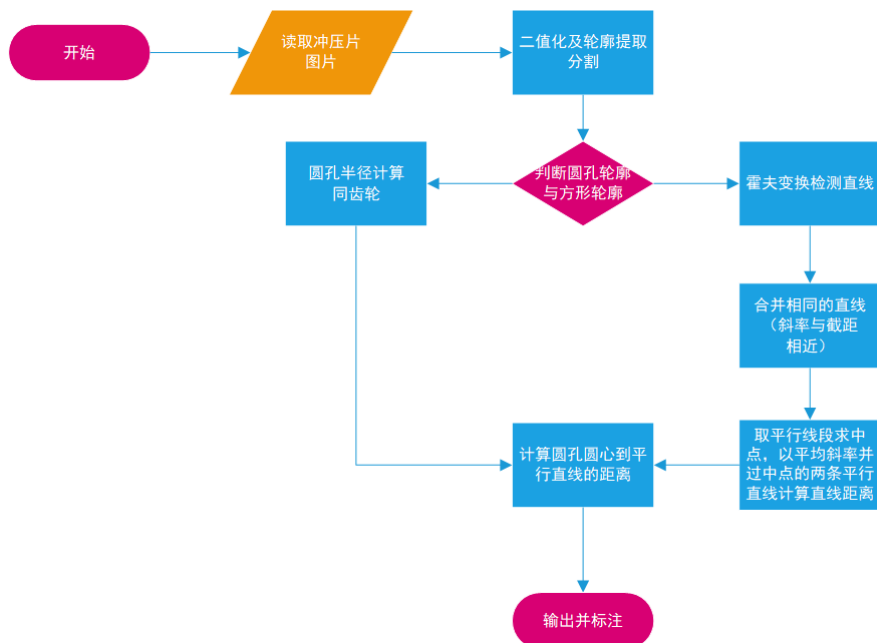 开始
读取冲压片
图片
二值化及轮廓提取
分割
圆孔半径计算
同齿轮
判断圆孔轮廓
与方形轮廓
霍夫变换检测直线
合并相同的直线
（斜率与截距
相近）
计算圆孔圆心到平
行直线的距离
取平行线段求中
点，以平均斜率并
过中点的两条平行
直线计算直线距离
输出并标注